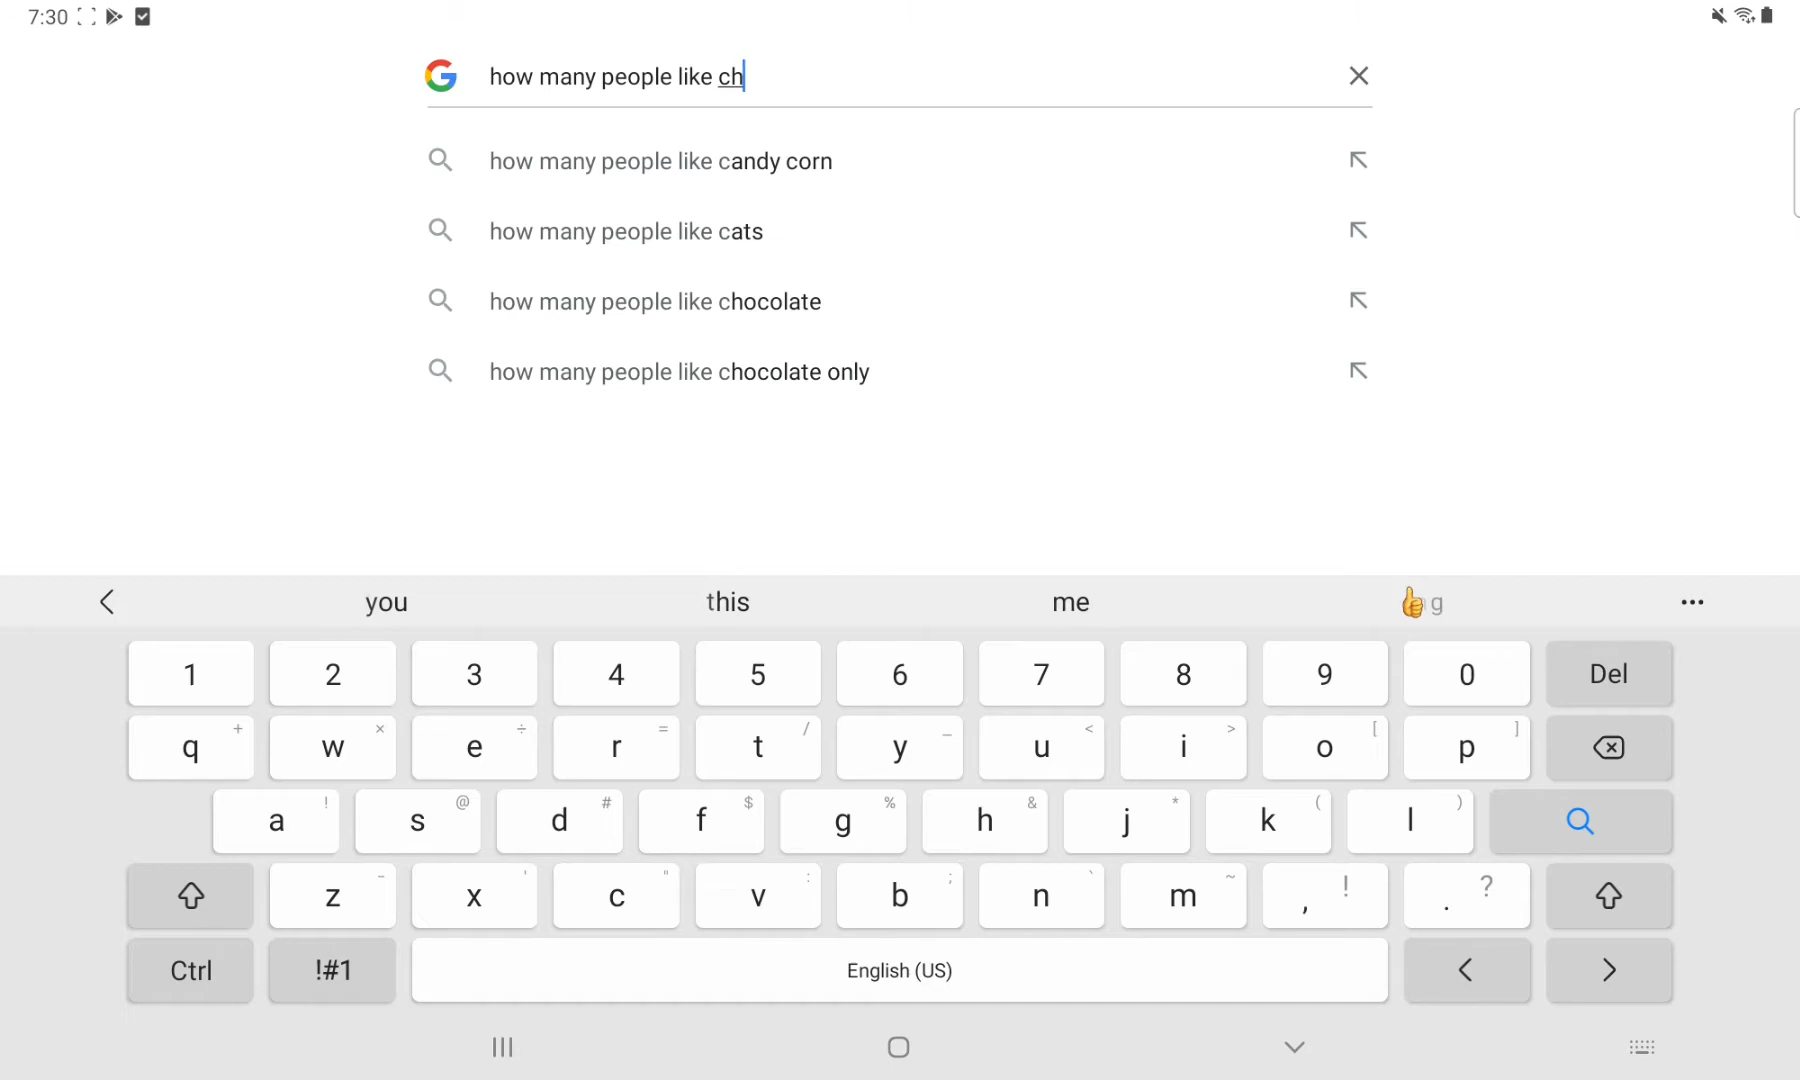 7:30
how many people like ch
how many people like candy corn
how many people like cats
how many people like chocolate
how many people like chocolate only
you this me g
1 2 3 4 5 6 7 8 9 0 Del
q + w × e ÷ r = t / y _ u < i > o [ p ]
a ! s @ d # f $ g % h & j * k ( l )
z - x ' c " v : b ; n ` m ~ , ! . ?
Ctrl !#1 English (US) < >